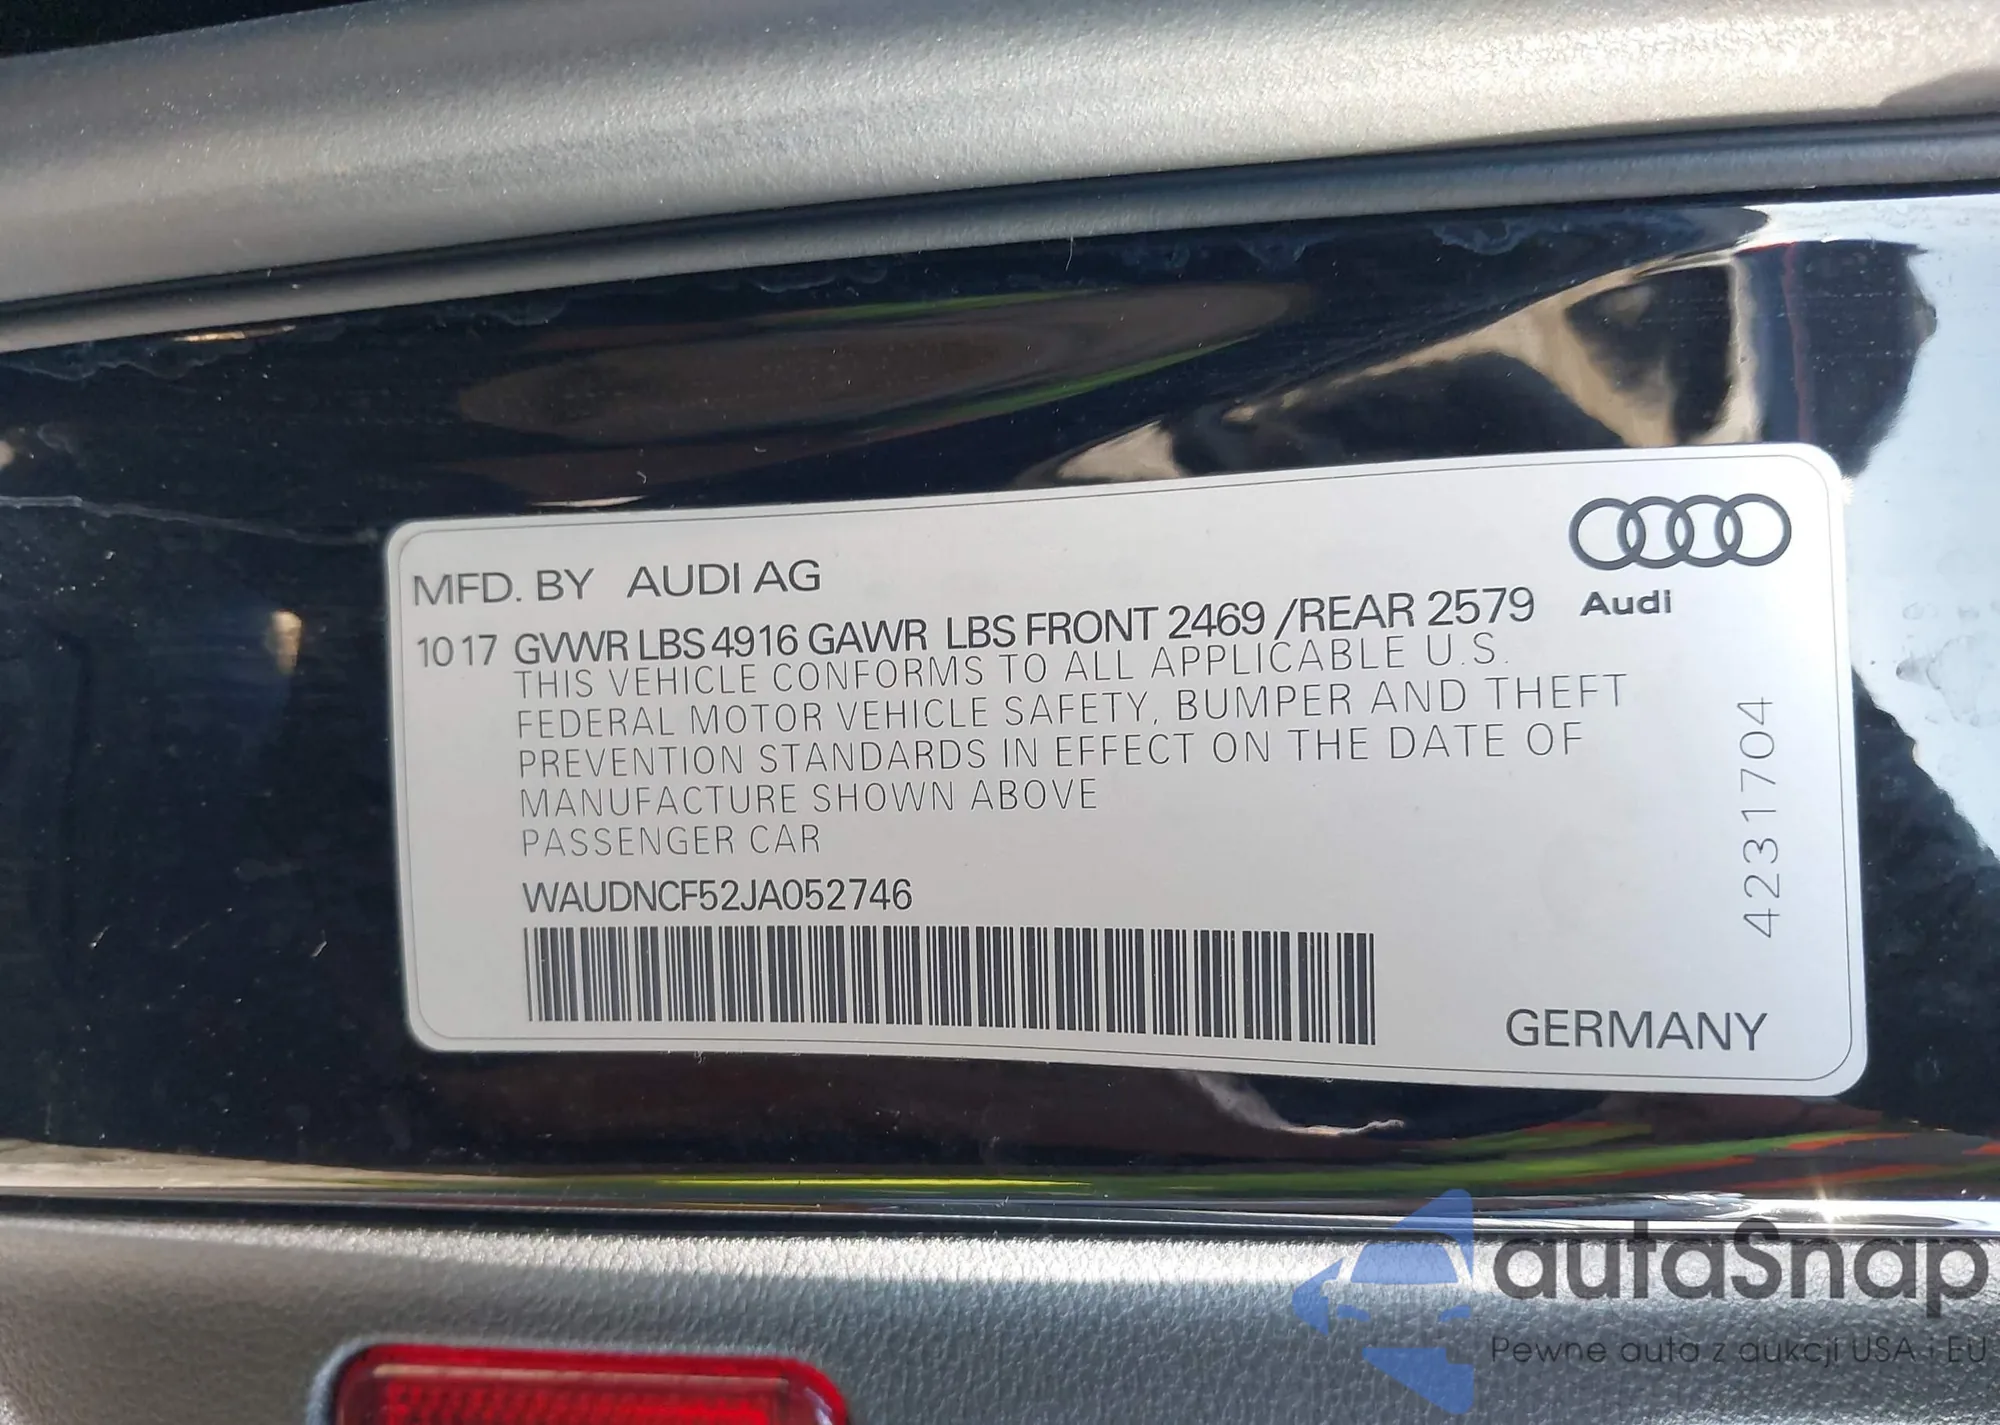 MFD. BY AUDI AG
Audi
10 17 GVWR LBS 4916 GAWR LBS FRONT 2469 /REAR 2579
THIS VEHICLE CONFORMS TO ALL APPLICABLE U.S.
FEDERAL MOTOR VEHICLE SAFETY, BUMPER AND THEFT
PREVENTION STANDARDS IN EFFECT ON THE DATE OF
MANUFACTURE SHOWN ABOVE
PASSENGER CAR
WAUDNCF52JA052746
4231704
GERMANY
autaSnap
Pewne auta z aukcji USA i EU